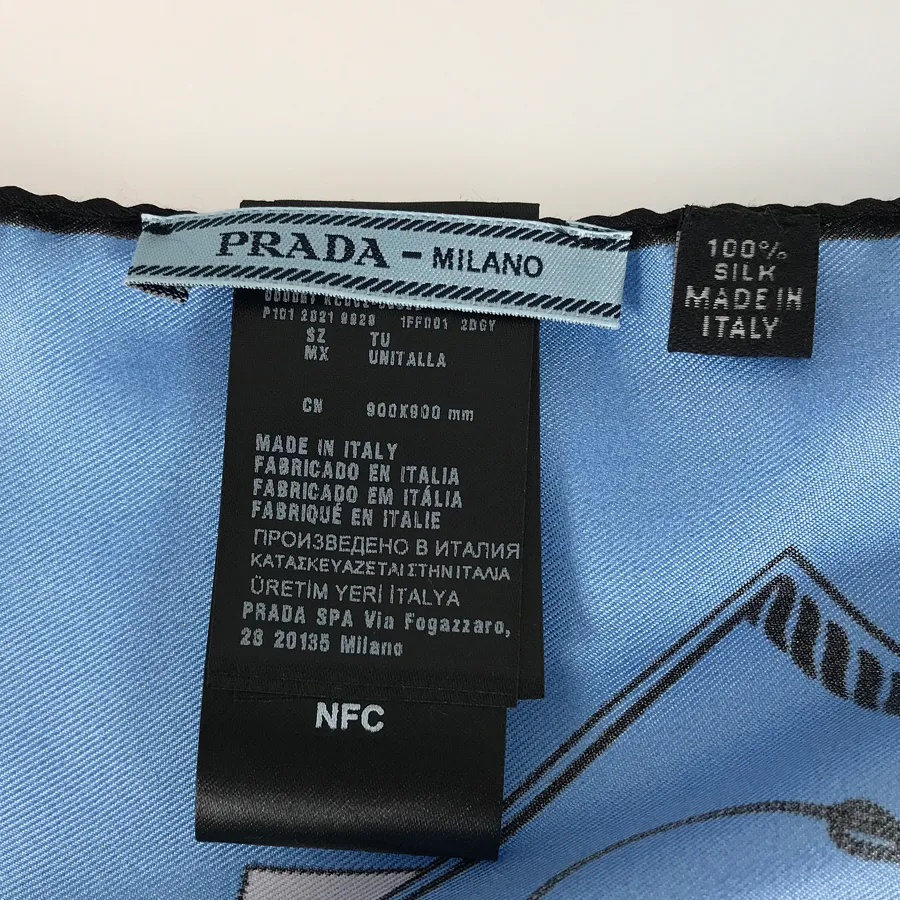 PRADA - MILANO
100%
SILK
MADE IN
ITALY
P101 2021 1FF001 2DGY
SZ TU
MX UNITALLA
CN 900X900 mm
MADE IN ITALY
FABRICADO EN ITALIA
FABRICADO EM ITÁLIA
FABRIQUÉ EN ITALIE
ПРОИЗВЕДЕНО В ИТАЛИЯ
ΚΑΤΑΣΚΕΥΑΖΕΤΑΙ ΣΤΗΝ ΙΤΑΛΙΑ
ÜRETİM YERİ İTALYA
PRADA SPA Via Fogazzaro,
28 20135 Milano
NFC